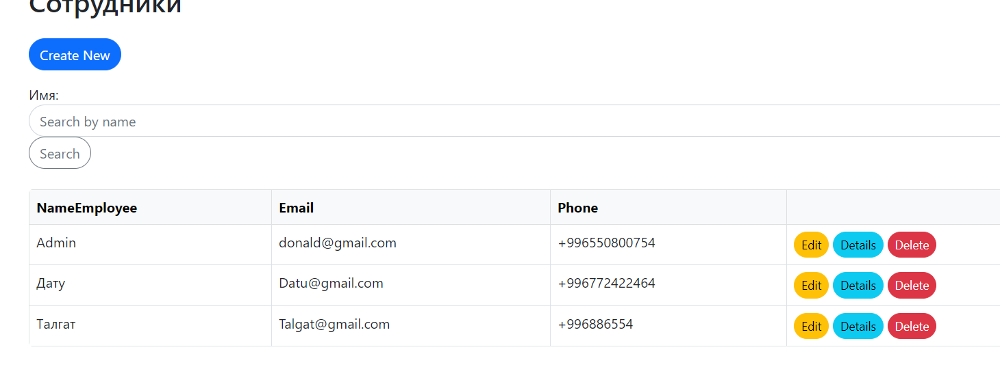 Сотрудники
Create New
Имя:
Search by name
Search
NameEmployee Email Phone
Admin donald@gmail.com +996550800754 Edit Details Delete
Дату Datu@gmail.com +996772422464 Edit Details Delete
Талгат Talgat@gmail.com +996886554 Edit Details Delete